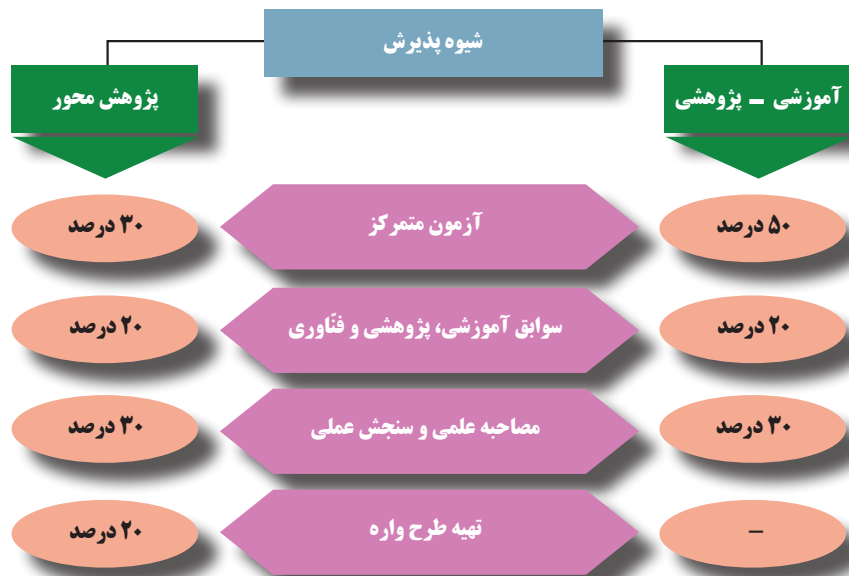 شیوه پذیرش
آموزشی - پژوهشی
پژوهش محور
۵۰ درصد
آزمون متمرکز
۳۰ درصد
۲۰ درصد
سوابق آموزشی، پژوهشی و فنّاوری
۲۰ درصد
۳۰ درصد
مصاحبه علمی و سنجش عملی
۳۰ درصد
-
تهیه طرح واره
۲۰ درصد